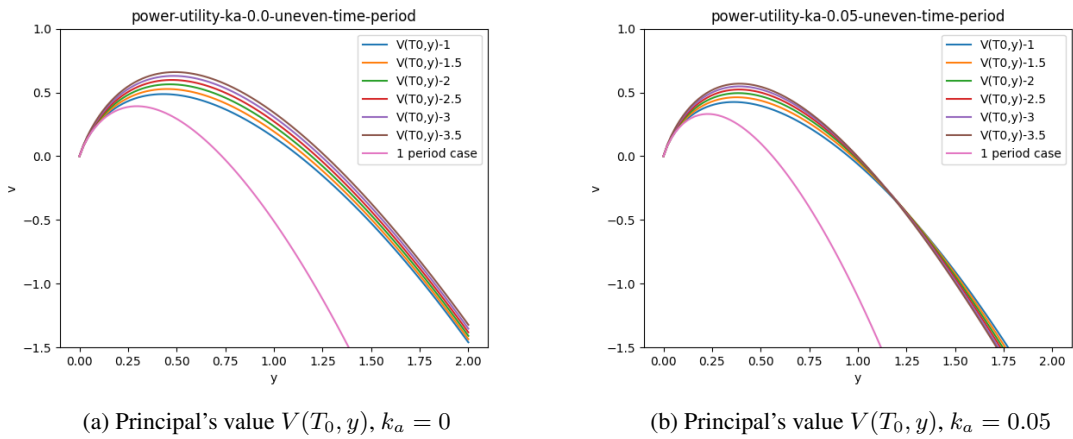 power-utility-ka-0.0-uneven-time-period
1.0
0.5
0.0
−0.5
−1.0
−1.5
v
0.00
0.25
0.50
0.75
1.00
1.25
1.50
1.75
2.00
y
V(T0,y)-1
V(T0,y)-1.5
V(T0,y)-2
V(T0,y)-2.5
V(T0,y)-3
V(T0,y)-3.5
1 period case
(a) Principal's value V(T₀, y), kₐ = 0
power-utility-ka-0.05-uneven-time-period
1.0
0.5
0.0
−0.5
−1.0
−1.5
v
0.00
0.25
0.50
0.75
1.00
1.25
1.50
1.75
2.00
y
V(T0,y)-1
V(T0,y)-1.5
V(T0,y)-2
V(T0,y)-2.5
V(T0,y)-3
V(T0,y)-3.5
1 period case
(b) Principal's value V(T₀, y), kₐ = 0.05